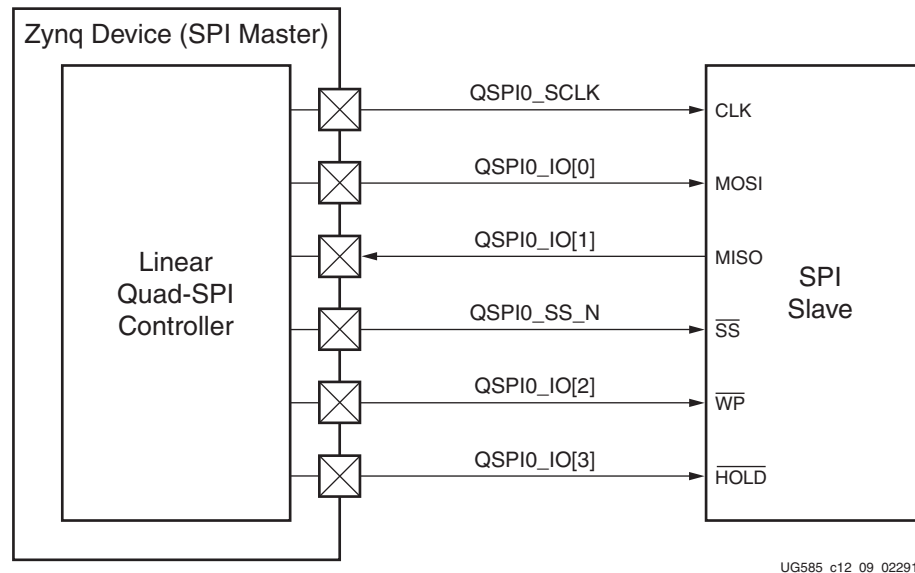 Zynq Device (SPI Master)
Linear
Quad-SPI
Controller
QSPI0_SCLK
QSPI0_IO[0]
QSPI0_IO[1]
QSPI0_SS_N
QSPI0_IO[2]
QSPI0_IO[3]
CLK
MOSI
MISO
SS
WP
HOLD
SPI
Slave
UG585_c12_09_02291